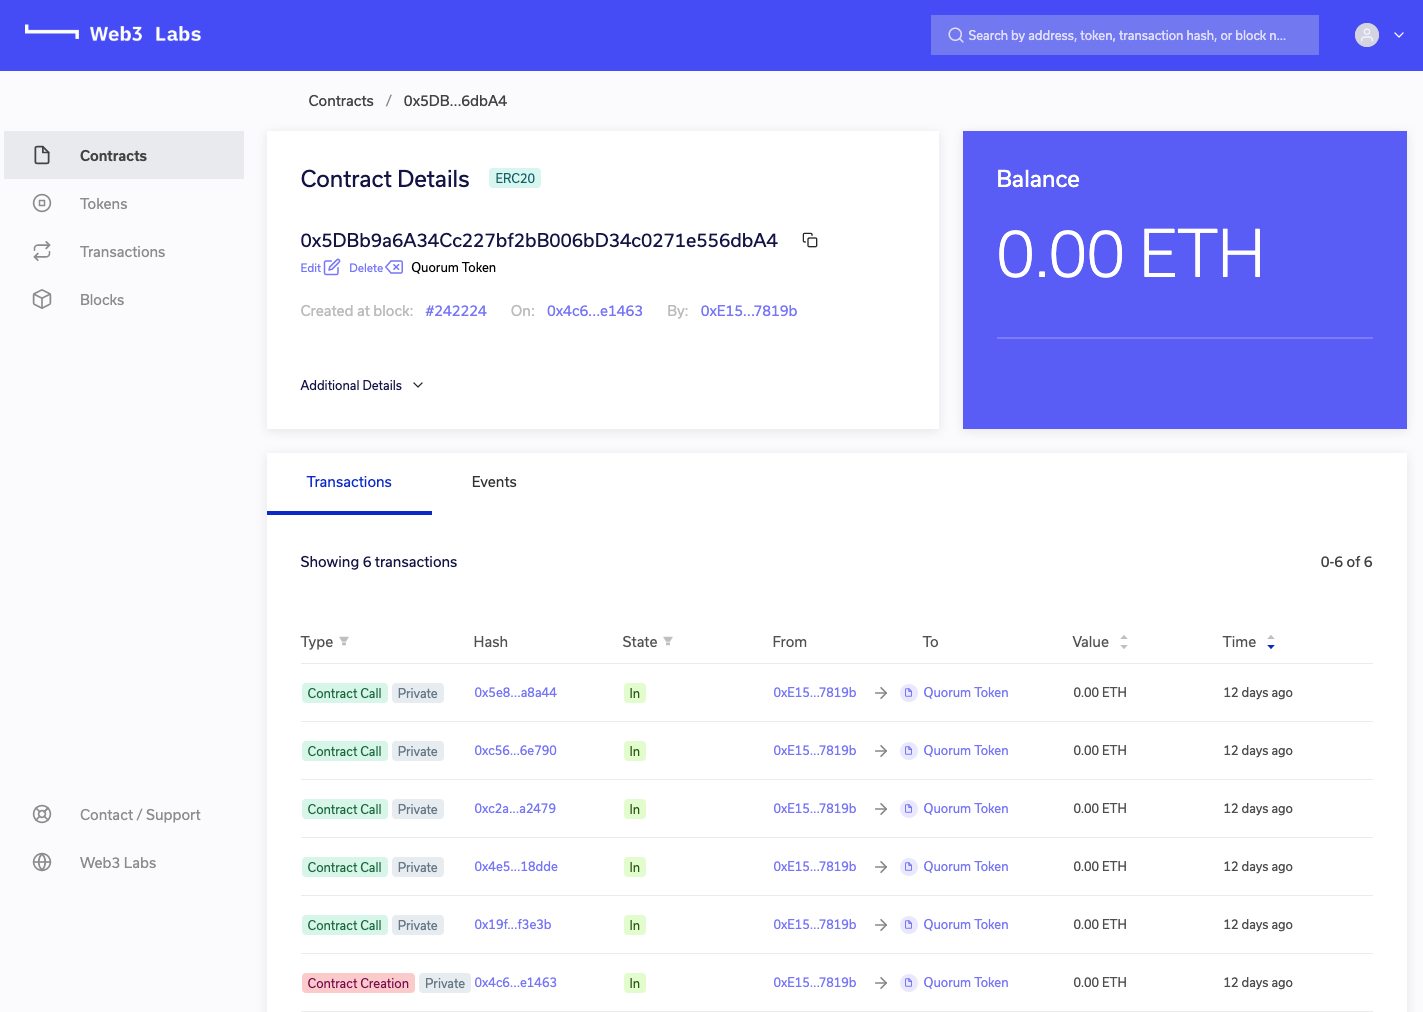 Web3 Labs
Search by address, token, transaction hash, or block n...
Contracts / 0x5DB...6dbA4
Contracts
Tokens
Transactions
Blocks
Contact / Support
Web3 Labs
Contract Details ERC20
0x5DBb9a6A34Cc227bf2bB006bD34c0271e556dbA4
Edit Delete Quorum Token
Created at block: #242224 On: 0x4c6...e1463 By: 0xE15...7819b
Additional Details
Balance
0.00 ETH
Transactions Events
Showing 6 transactions 0-6 of 6
Type Hash State From To Value Time
Contract Call Private 0x5e8...a8a44 In 0xE15...7819b Quorum Token 0.00 ETH 12 days ago
Contract Call Private 0xc56...6e790 In 0xE15...7819b Quorum Token 0.00 ETH 12 days ago
Contract Call Private 0xc2a...a2479 In 0xE15...7819b Quorum Token 0.00 ETH 12 days ago
Contract Call Private 0x4e5...18dde In 0xE15...7819b Quorum Token 0.00 ETH 12 days ago
Contract Call Private 0x19f...f3e3b In 0xE15...7819b Quorum Token 0.00 ETH 12 days ago
Contract Creation Private 0x4c6...e1463 In 0xE15...7819b Quorum Token 0.00 ETH 12 days ago